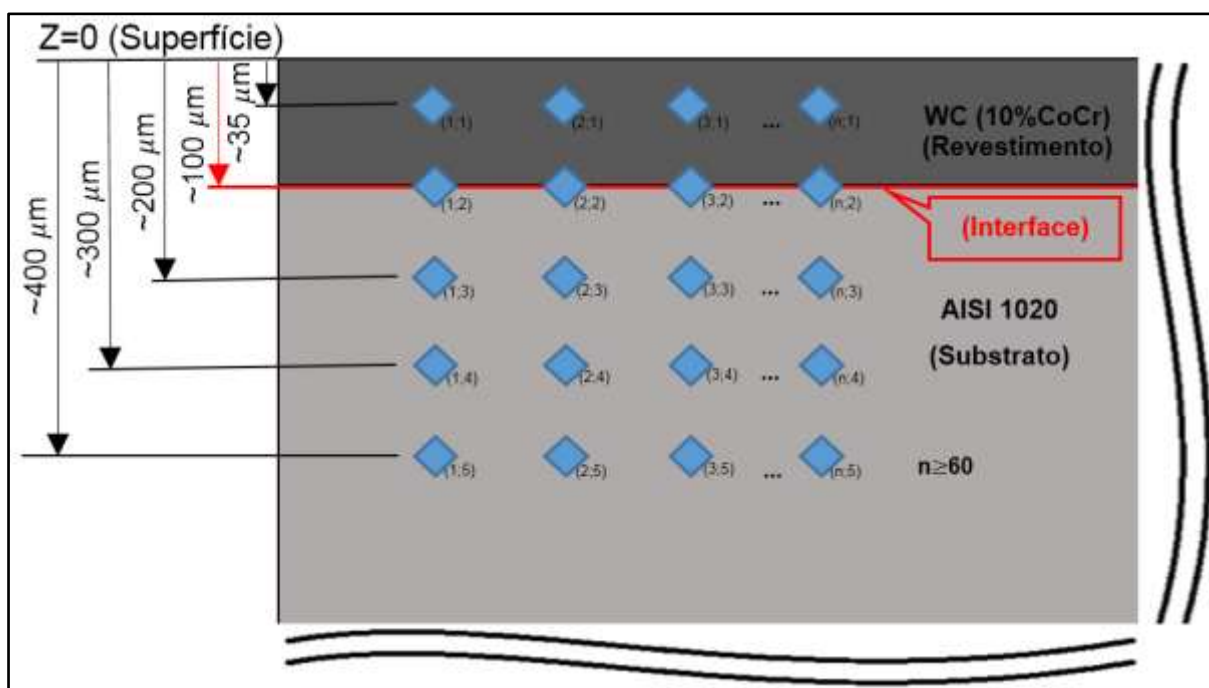 Z=0 (Superfície)
~35 µm
~100 µm
~200 µm
~300 µm
~400 µm
(1;1) (2;1) (3;1) ... (n;1)
WC (10%CoCr)
(Revestimento)
(1;2) (2;2) (3;2) ... (n;2)
(Interface)
(1;3) (2;3) (3;3) ... (n;3)
AISI 1020
(Substrato)
(1;4) (2;4) (3;4) ... (n;4)
(1;5) (2;5) (3;5) ... (n;5)
n≥60